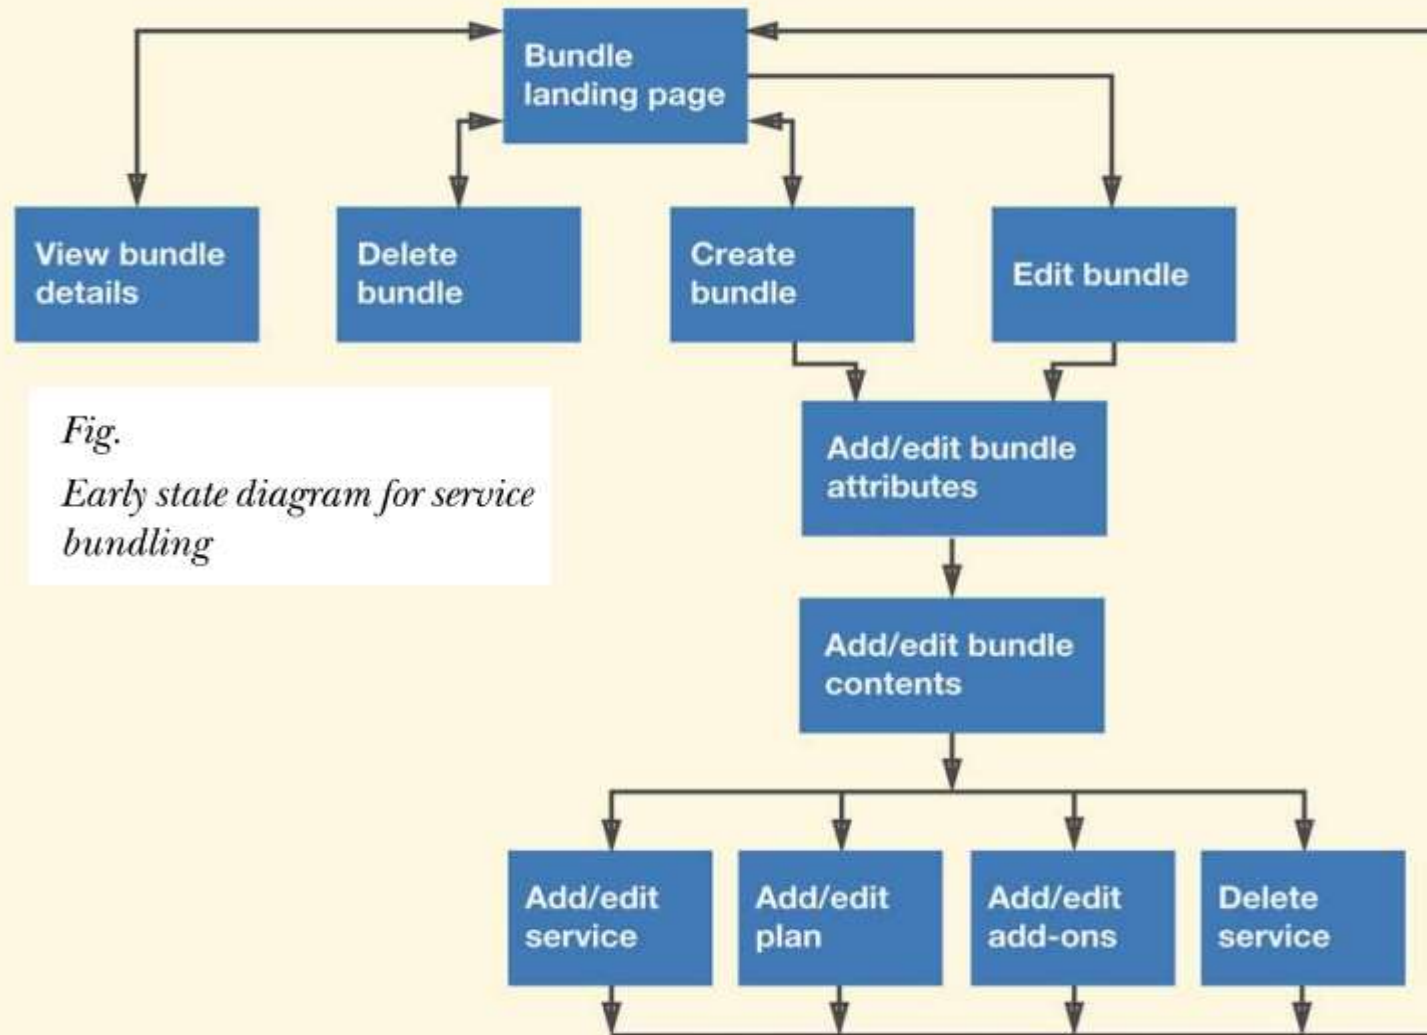 Bundle
landing page
View bundle
details
Delete
bundle
Create
bundle
Edit bundle
Fig.
Early state diagram for service
bundling
Add/edit bundle
attributes
Add/edit bundle
contents
Add/edit
service
Add/edit
plan
Add/edit
add-ons
Delete
service